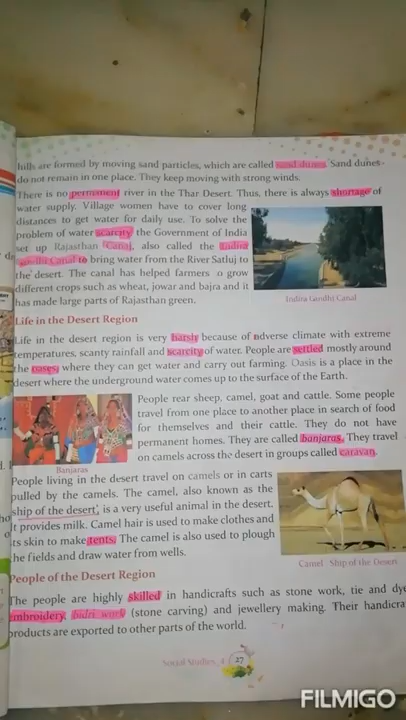 hills are formed by moving sand particles, which are called sand dunes. Sand dunes
do not remain in one place. They keep moving with strong winds.
There is no permenent river in the Thar Desert. Thus, there is always shortage of
water supply. Village women have to cover long
distances to get water for daily use. To solve the
problem of water scarcity the Government of India
set up Rajasthan Canal, also called the Indira
Gandhi Canal to bring water from the River Satluj to
the desert. The canal has helped farmers o grow
different crops such as wheat, jowar and bajra and it
has made large parts of Rajasthan green.
Indira Gandhi Canal
Life in the Desert Region
Life in the desert region is very harsh because of adverse climate with extreme
temperatures, scanty rainfall and scarcity of water. People are settled mostly around
the oases, where they can get water and carry out farming. Oasis is a place in the
desert where the underground water comes up to the surface of the Earth.
People rear sheep, camel, goat and cattle. Some people
travel from one place to another place in search of food
for themselves and their cattle. They do not have
permanent homes. They are called banjaras. They travel
on camels across the desert in groups called caravan.
Banjaras
People living in the desert travel on camels or in carts
pulled by the camels. The camel, also known as the
ship of the desert', is a very useful animal in the desert.
It provides milk. Camel hair is used to make clothes and
its skin to make tents. The camel is also used to plough
the fields and draw water from wells.
Camel Ship of the Desert
People of the Desert Region
The people are highly skilled in handicrafts such as stone work, tie and dye
embroidery, bidri work (stone carving) and jewellery making. Their handicra
products are exported to other parts of the world.
Social Studies 4
27
FILMIGO